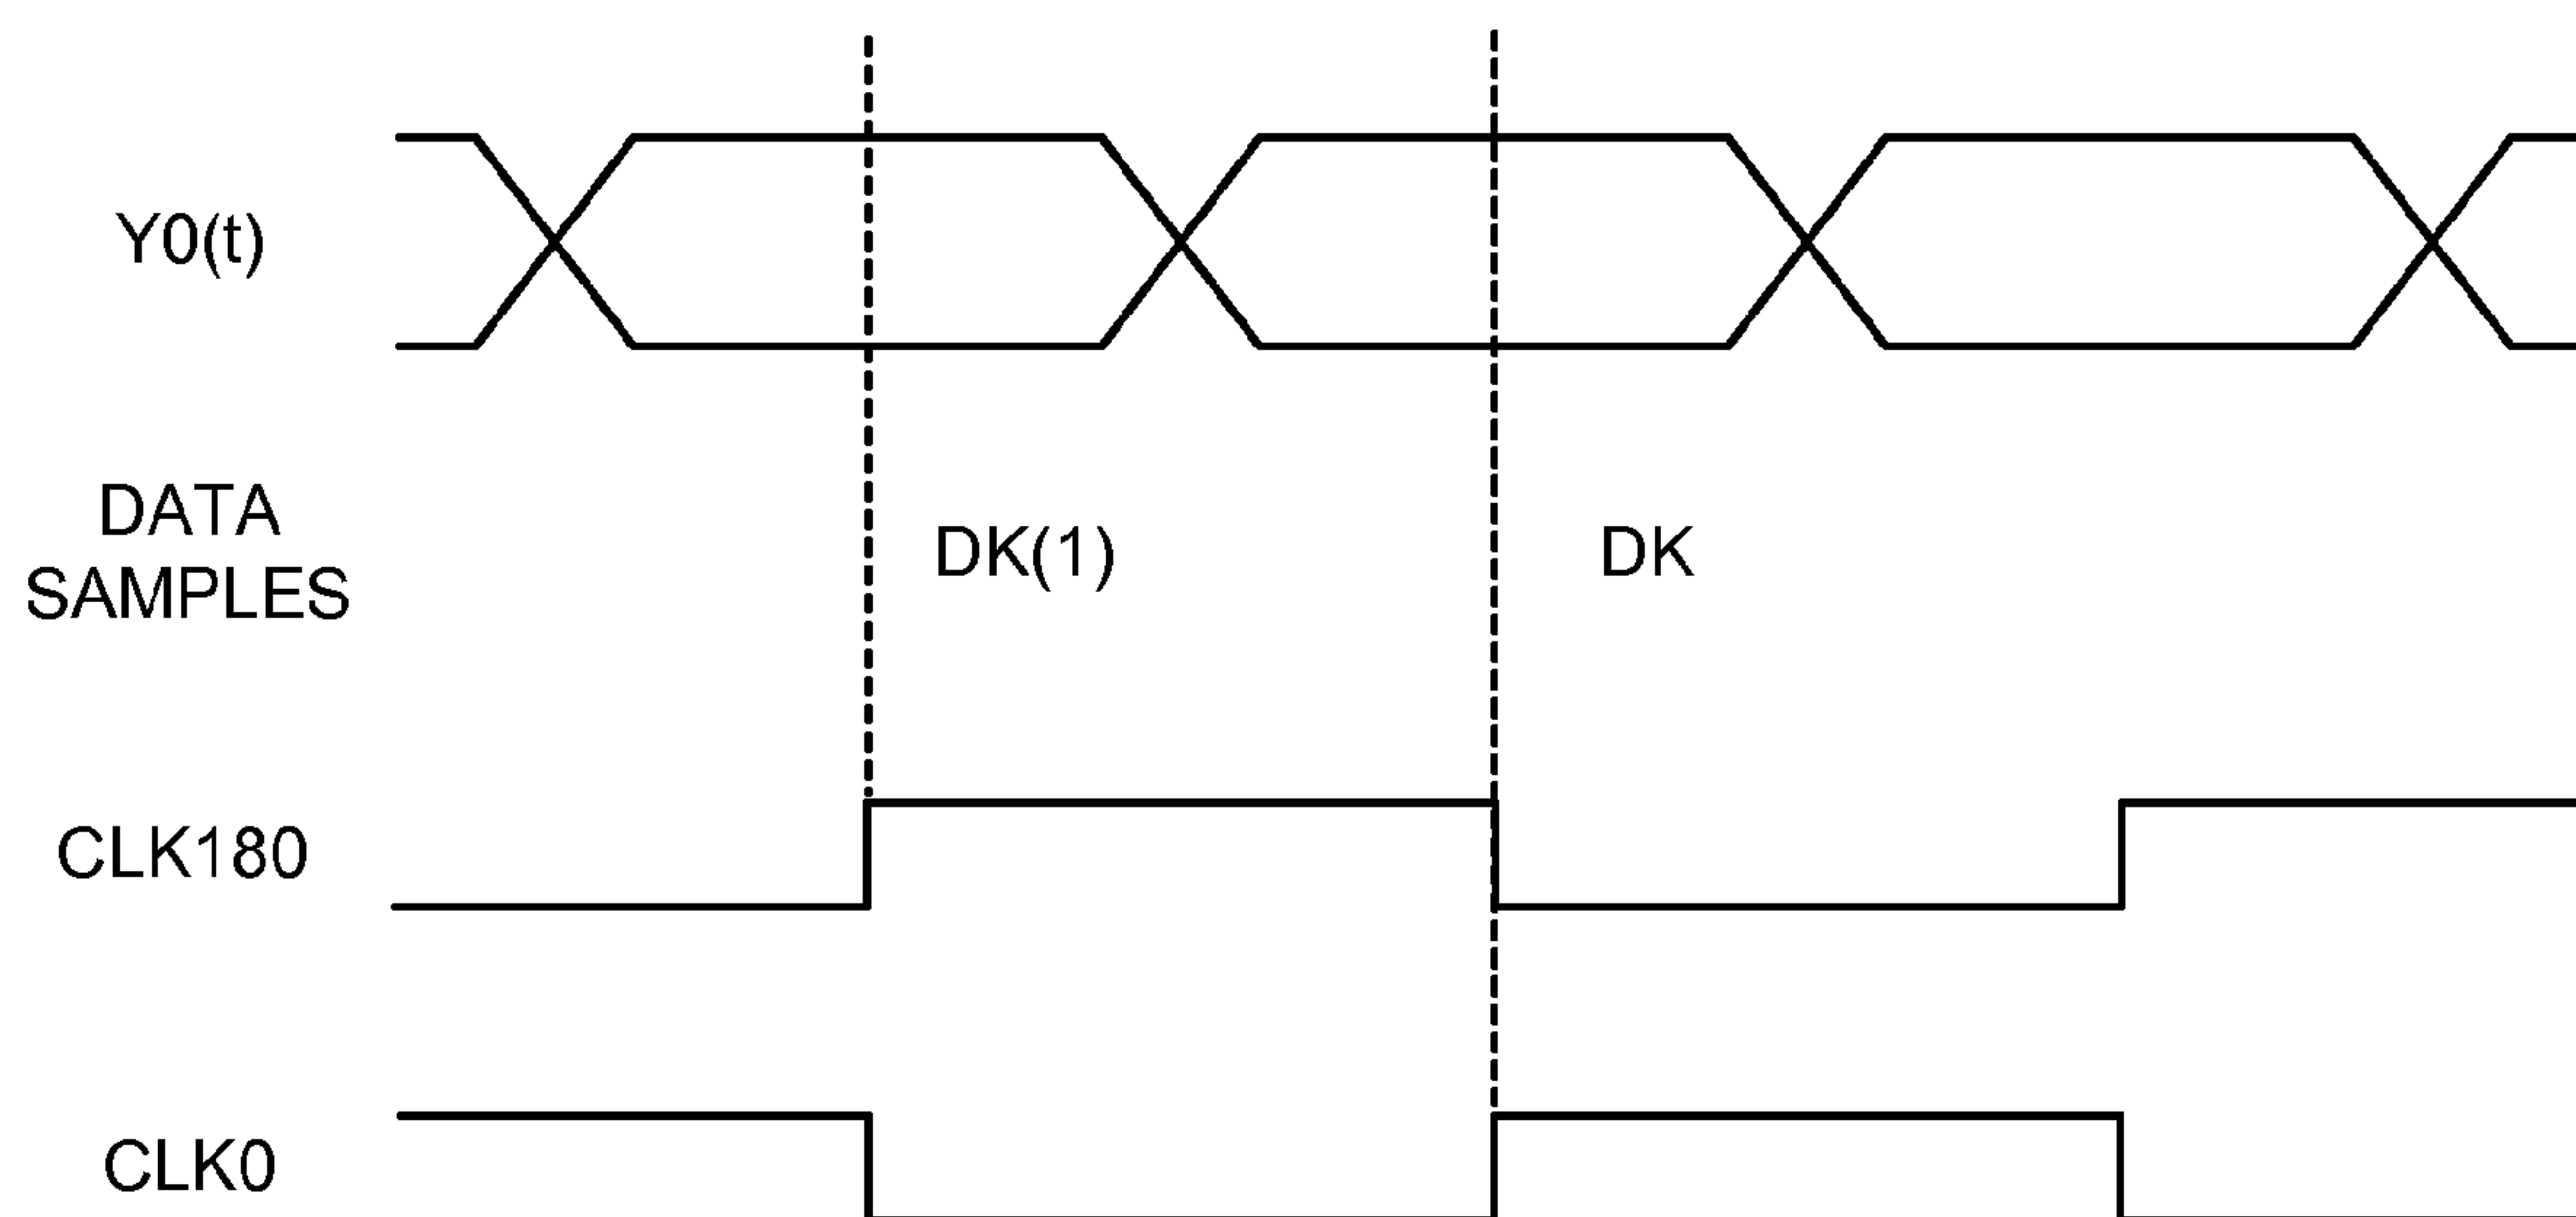 Y0(t)
DATA
SAMPLES
DK(1)
DK
CLK180
CLK0